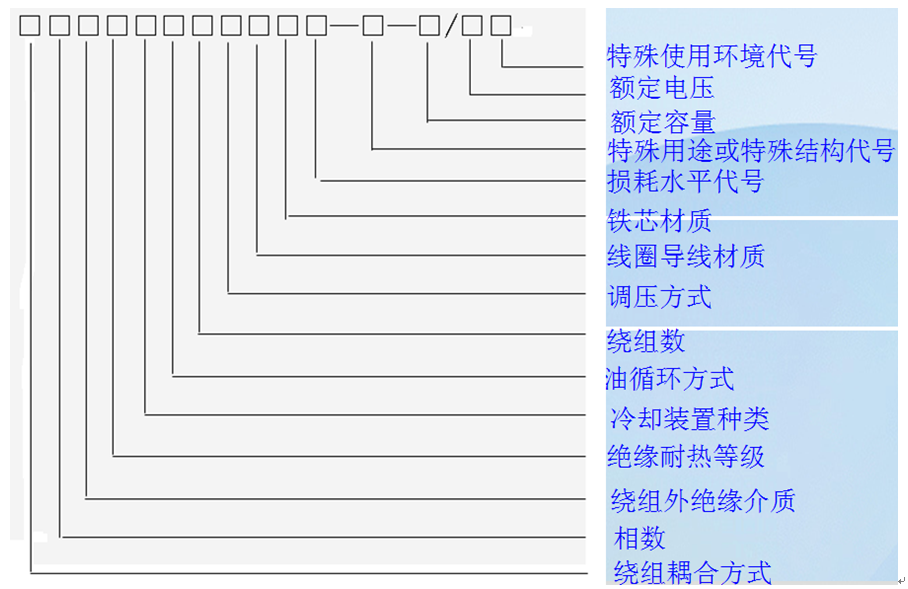 □□□□□□□□□□□—□—□/□□
特殊使用环境代号
额定电压
额定容量
特殊用途或特殊结构代号
损耗水平代号
铁芯材质
线圈导线材质
调压方式
绕组数
油循环方式
冷却装置种类
绝缘耐热等级
绕组外绝缘介质
相数
绕组耦合方式